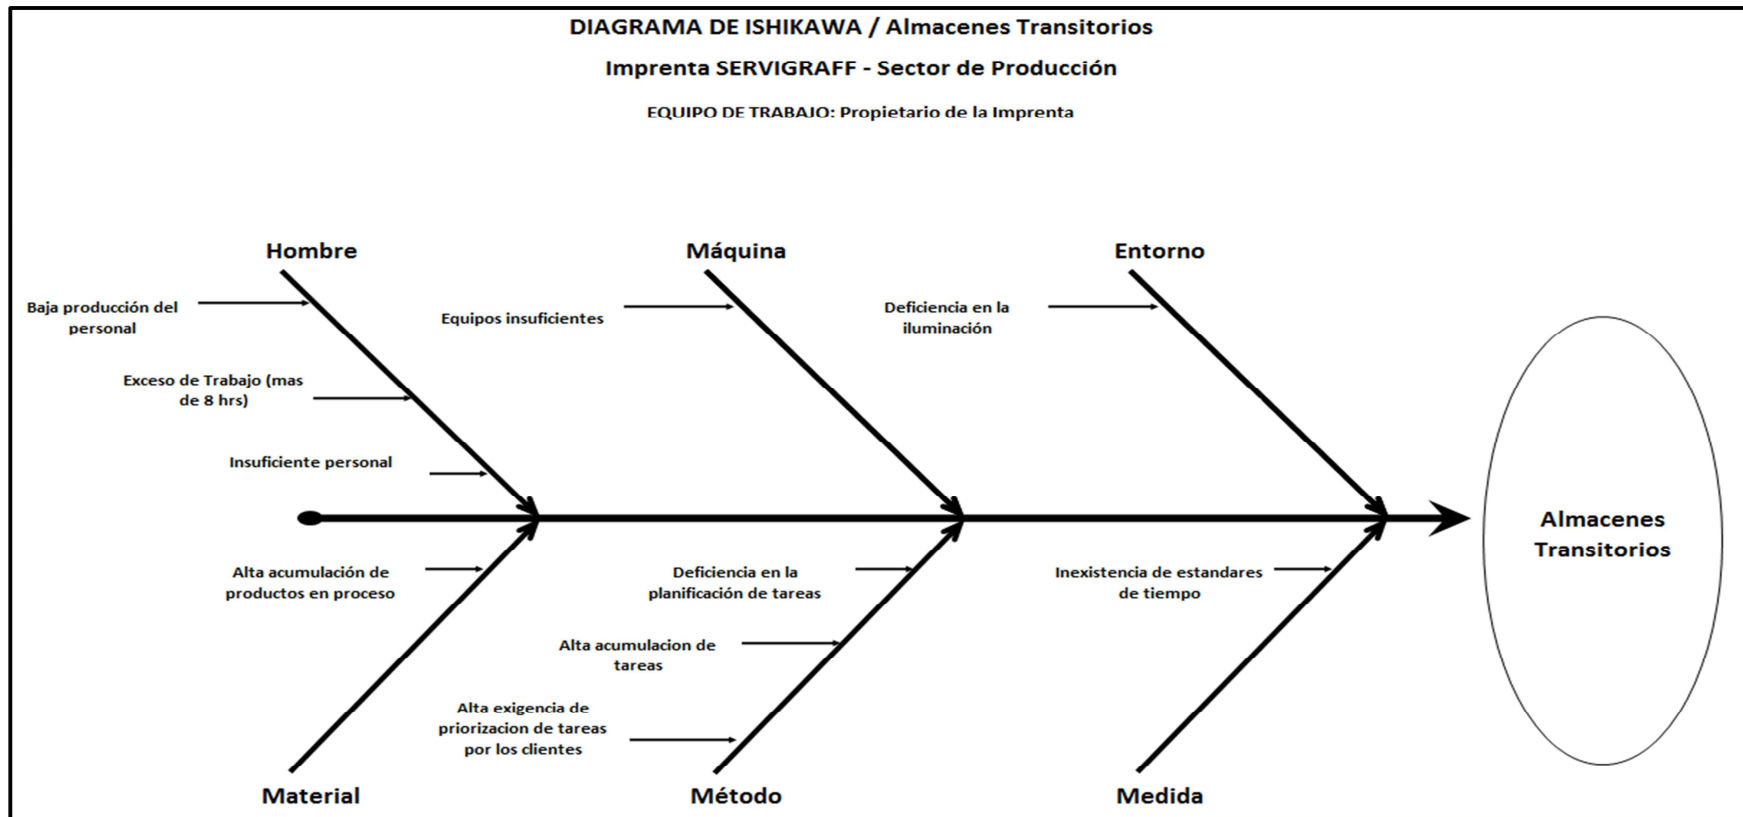 DIAGRAMA DE ISHIKAWA / Almacenes Transitorios
Imprenta SERVIGRAFF - Sector de Producción
EQUIPO DE TRABAJO: Propietario de la Imprenta
Hombre
Máquina
Entorno
Baja producción del
personal
Equipos insuficientes
Deficiencia en la
iluminación
Exceso de Trabajo (mas
de 8 hrs)
Insuficiente personal
Almacenes
Transitorios
Alta acumulación de
productos en proceso
Deficiencia en la
planificación de tareas
Inexistencia de estandares
de tiempo
Alta acumulacion de
tareas
Alta exigencia de
priorizacion de tareas
por los clientes
Material
Método
Medida